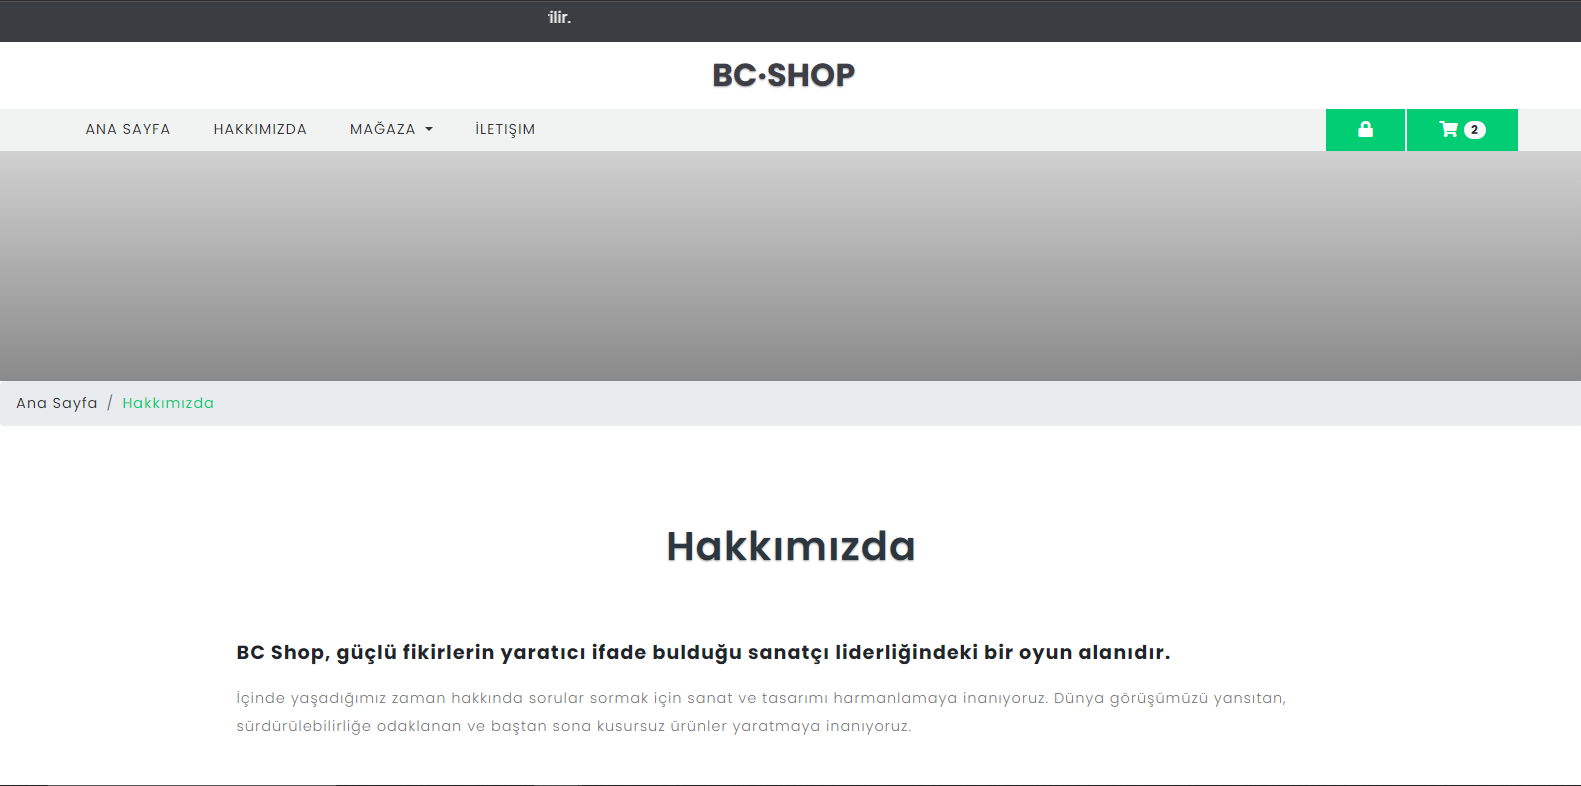 ilir.
BC·SHOP
ANA SAYFA HAKKIMIZDA MAĞAZA İLETIŞIM
2
Ana Sayfa / Hakkımızda
Hakkımızda
BC Shop, güçlü fikirlerin yaratıcı ifade bulduğu sanatçı liderliğindeki bir oyun alanıdır.
İçinde yaşadığımız zaman hakkında sorular sormak için sanat ve tasarımı harmanlamaya inanıyoruz. Dünya görüşümüzü yansıtan,
sürdürülebilirliğe odaklanan ve baştan sona kusursuz ürünler yaratmaya inanıyoruz.